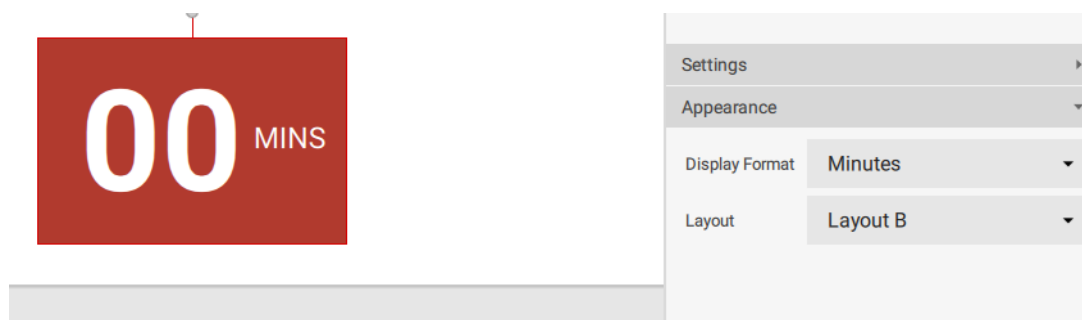 00 MINS
Settings
Appearance
Display Format Minutes
Layout Layout B